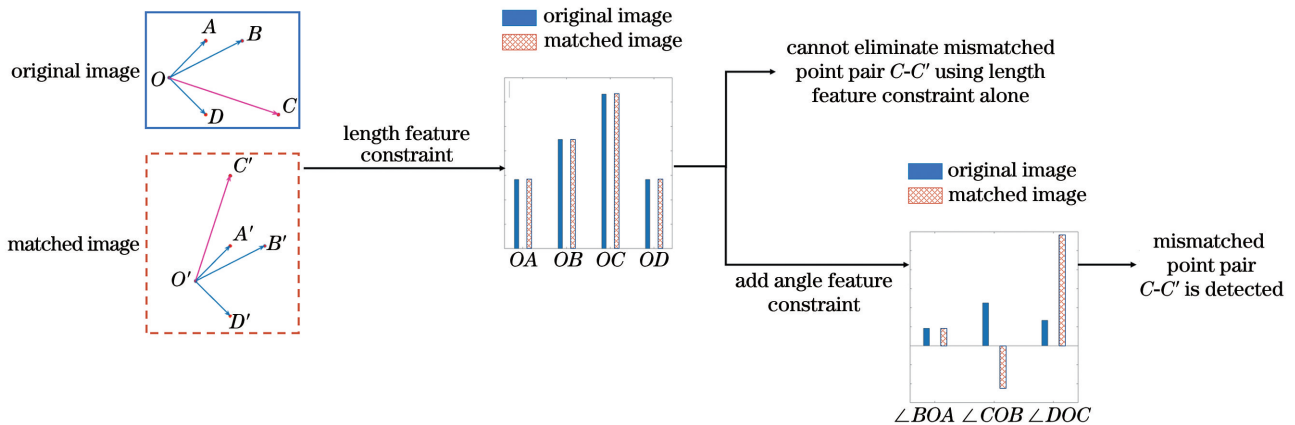 original image
A
B
O
C
D
matched image
C′
A′
B′
O′
D′
length feature
constraint
original image
matched image
OA OB OC OD
cannot eliminate mismatched
point pair C-C′ using length
feature constraint alone
add angle feature
constraint
original image
matched image
∠BOA ∠COB ∠DOC
mismatched
point pair
C-C′ is detected